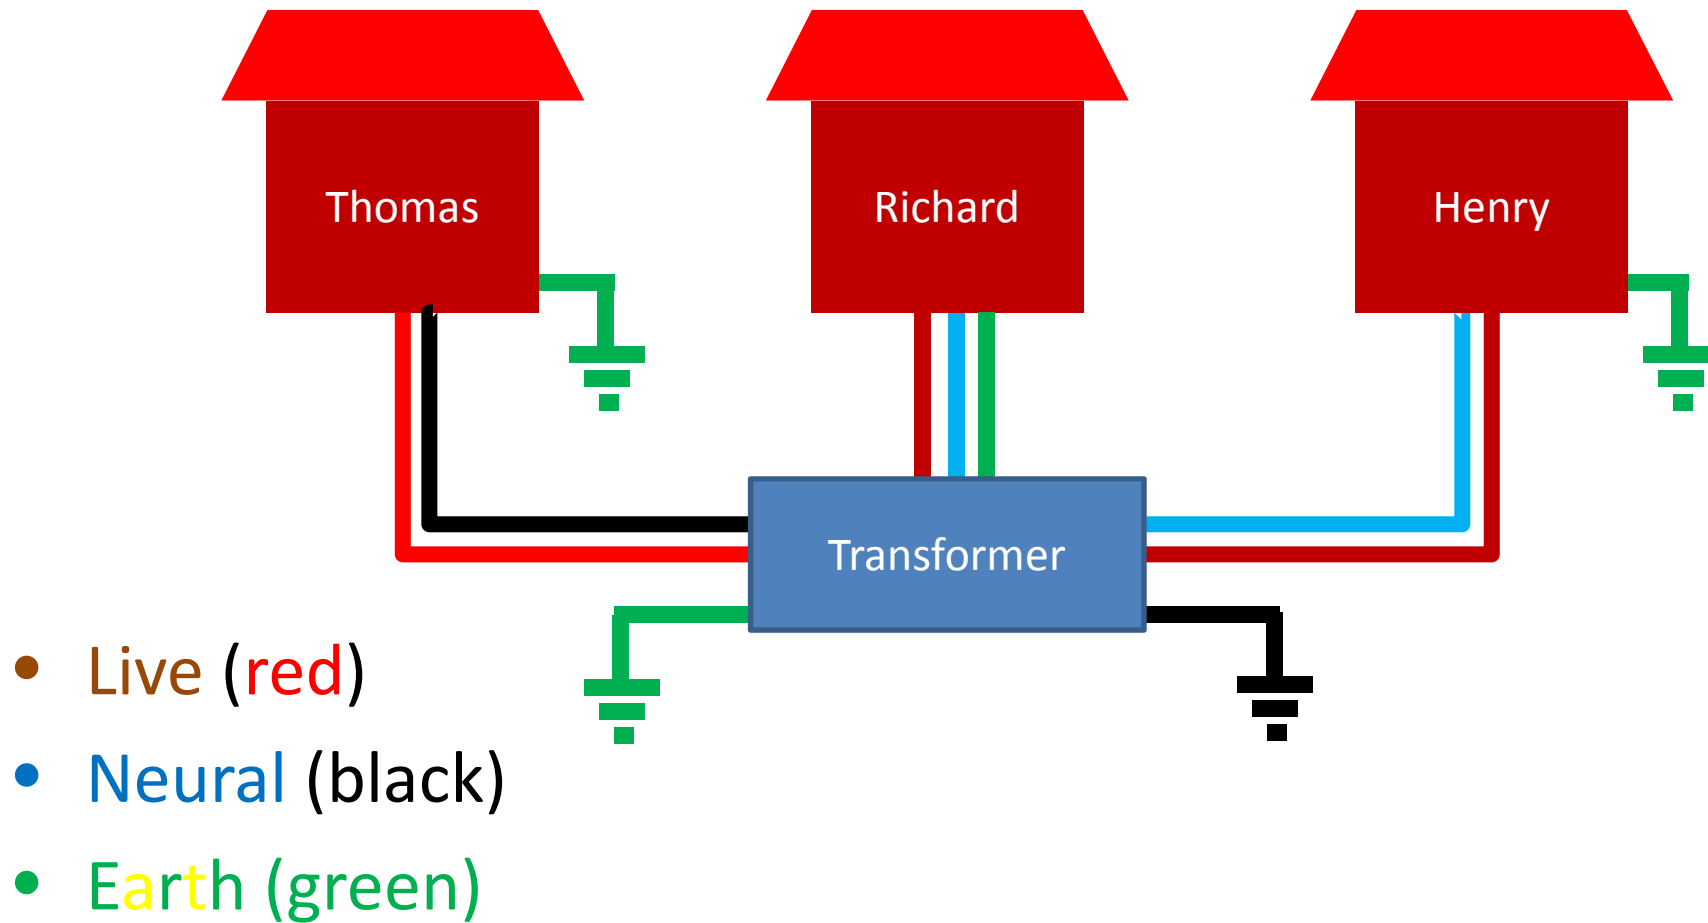 Thomas
Richard
Henry
Transformer
• Live (red)
• Neural (black)
• Earth (green)